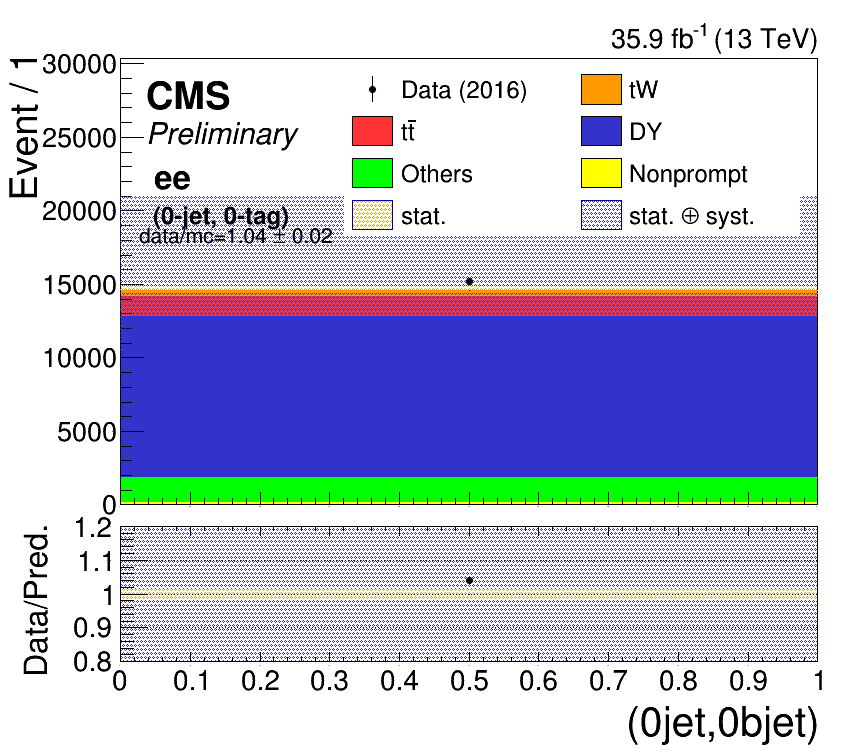 35.9 fb⁻¹ (13 TeV)
Event / 1
30000
25000
20000
15000
10000
5000
0
CMS
Preliminary
ee
(0-jet, 0-tag)
data/mc=1.04 ± 0.02
Data (2016)
tW
tt̄
DY
Others
Nonprompt
stat.
stat. ⊕ syst.
Data/Pred.
1.2
1.1
1
0.9
0.8
0 0.1 0.2 0.3 0.4 0.5 0.6 0.7 0.8 0.9 1
(0jet,0bjet)